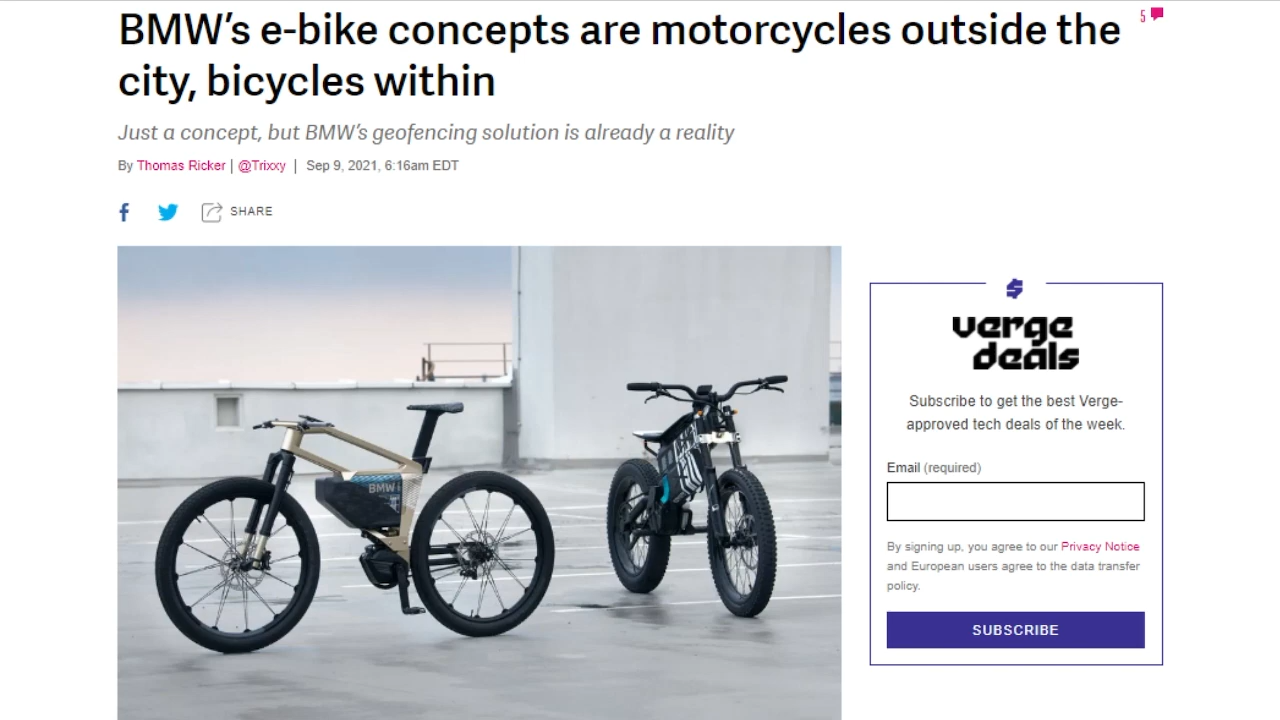 BMW’s e-bike concepts are motorcycles outside the
city, bicycles within
5
Just a concept, but BMW’s geofencing solution is already a reality
By Thomas Ricker | @Trixxy | Sep 9, 2021, 6:16am EDT
SHARE
BMW i
$
verge
deals
Subscribe to get the best Verge-
approved tech deals of the week.
Email (required)
By signing up, you agree to our Privacy Notice
and European users agree to the data transfer
policy.
SUBSCRIBE